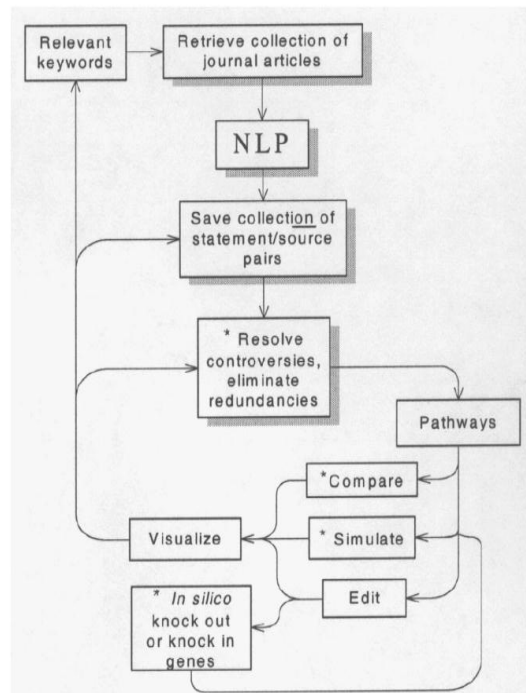 Relevant
keywords
Retrieve collection of
journal articles
NLP
Save collection of
statement/source
pairs
* Resolve
controversies,
eliminate
redundancies
Pathways
*Compare
Visualize
* Simulate
Edit
* In silico
knock out
or knock in
genes